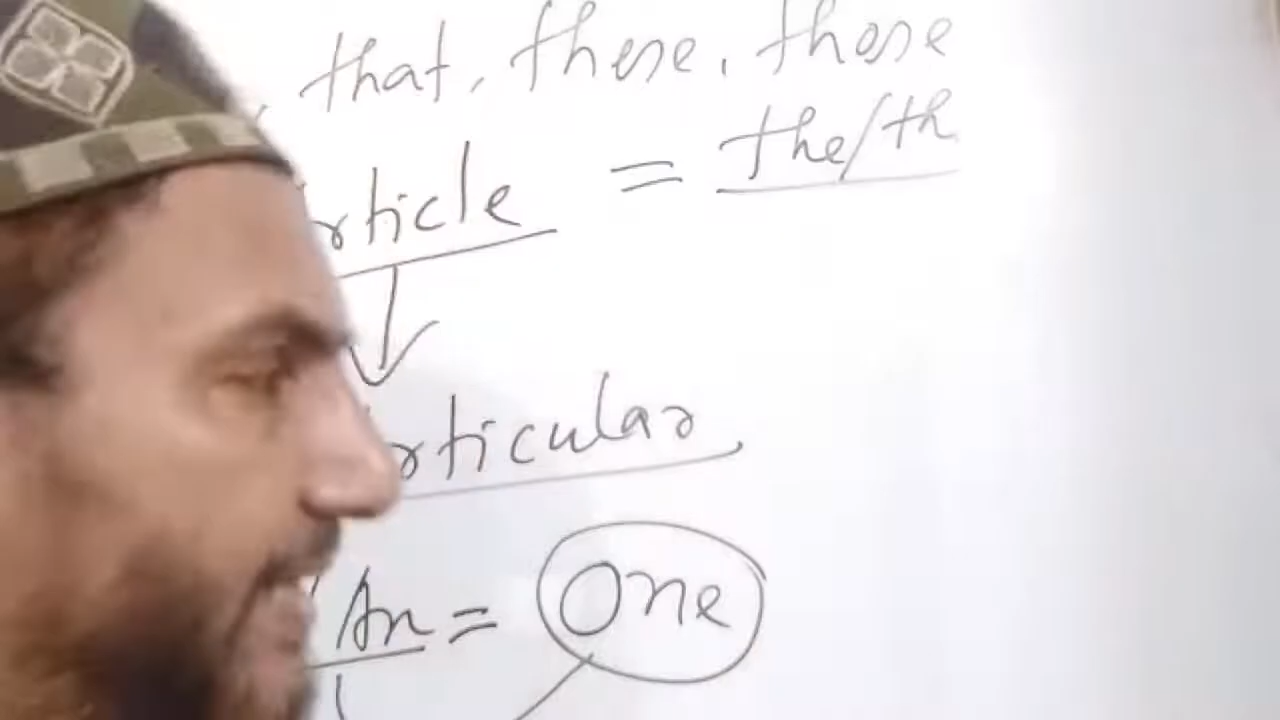 , that, these, those
rticle = the/th
rticular
/An = One